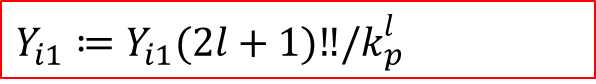 $Y_{i1} := Y_{i1}(2l + 1)!!/k_p^l$